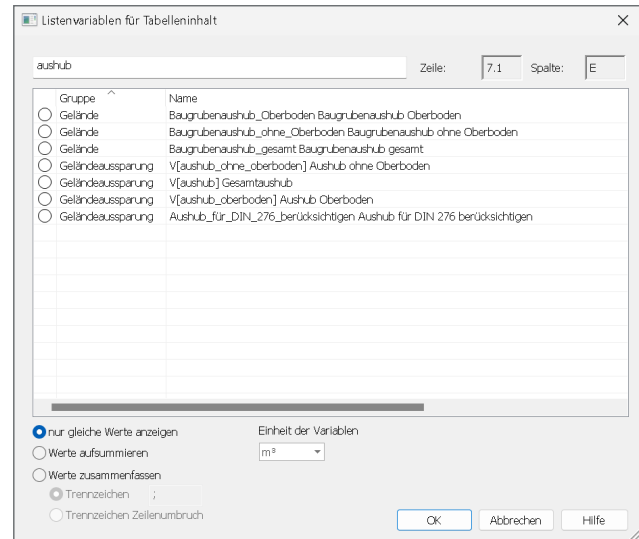 Listenvariablen für Tabelleninhalt
aushub Zeile: 7.1 Spalte: E
Gruppe Name
Gelände Baugrubenaushub_Oberboden Baugrubenaushub Oberboden
Gelände Baugrubenaushub_ohne_Oberboden Baugrubenaushub ohne Oberboden
Gelände Baugrubenaushub_gesamt Baugrubenaushub gesamt
Geländeaussparung V[aushub_ohne_oberboden] Aushub ohne Oberboden
Geländeaussparung V[aushub] Gesamtaushub
Geländeaussparung V[aushub_oberboden] Aushub Oberboden
Geländeaussparung Aushub_für_DIN_276_berücksichtigen Aushub für DIN 276 berücksichtigen
nur gleiche Werte anzeigen Einheit der Variablen
Werte aufsummieren m³
Werte zusammenfassen
Trennzeichen ;
Trennzeichen Zeilenumbruch
OK Abbrechen Hilfe